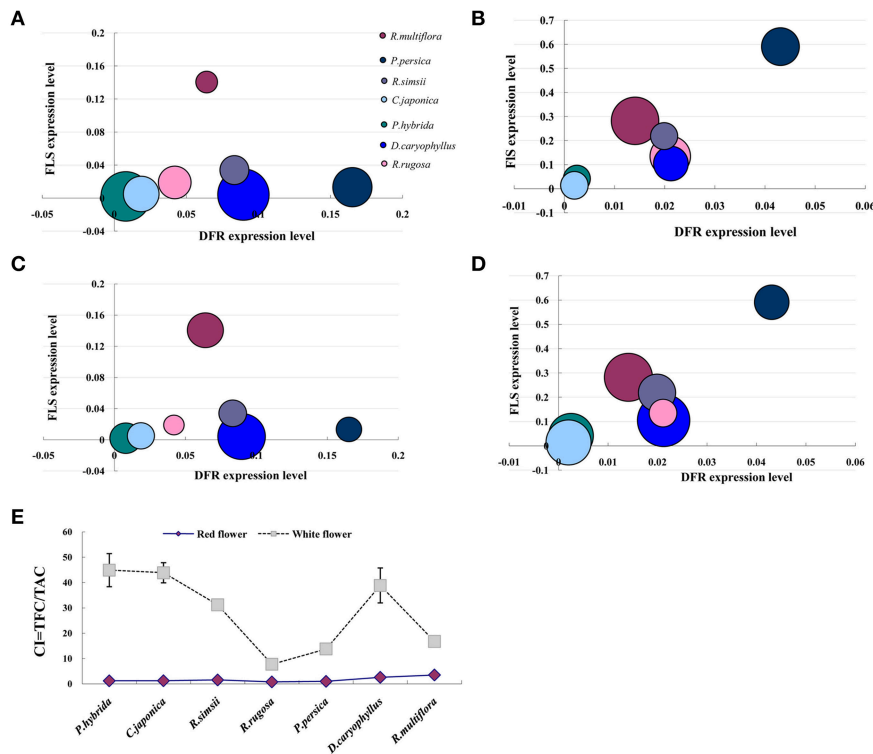 A
0.2
0.16
0.12
0.08
0.04
0
-0.04
-0.05
0
0.05
0.1
0.15
0.2
FLS expression level
DFR expression level
R.multiflora
P.persica
R.simsii
C.japonica
P.hybrida
D.caryophyllus
R.rugosa
B
0.7
0.6
0.5
0.4
0.3
0.2
0.1
0
-0.1
-0.01
0
0.01
0.02
0.03
0.04
0.05
0.06
FlS expression level
DFR expression level
C
0.2
0.16
0.12
0.08
0.04
0
-0.04
-0.05
0
0.05
0.1
0.15
0.2
FLS expression level
DFR expression level
D
0.7
0.6
0.5
0.4
0.3
0.2
0.1
0
-0.1
-0.01
0
0.01
0.02
0.03
0.04
0.05
0.06
FLS expression level
DFR expression level
E
Red flower
White flower
60
50
40
30
20
10
0
CI=TFC/TAC
P.hybrida
C.japonica
R.simsii
R.rugosa
P.persica
D.caryophyllus
R.multiflora